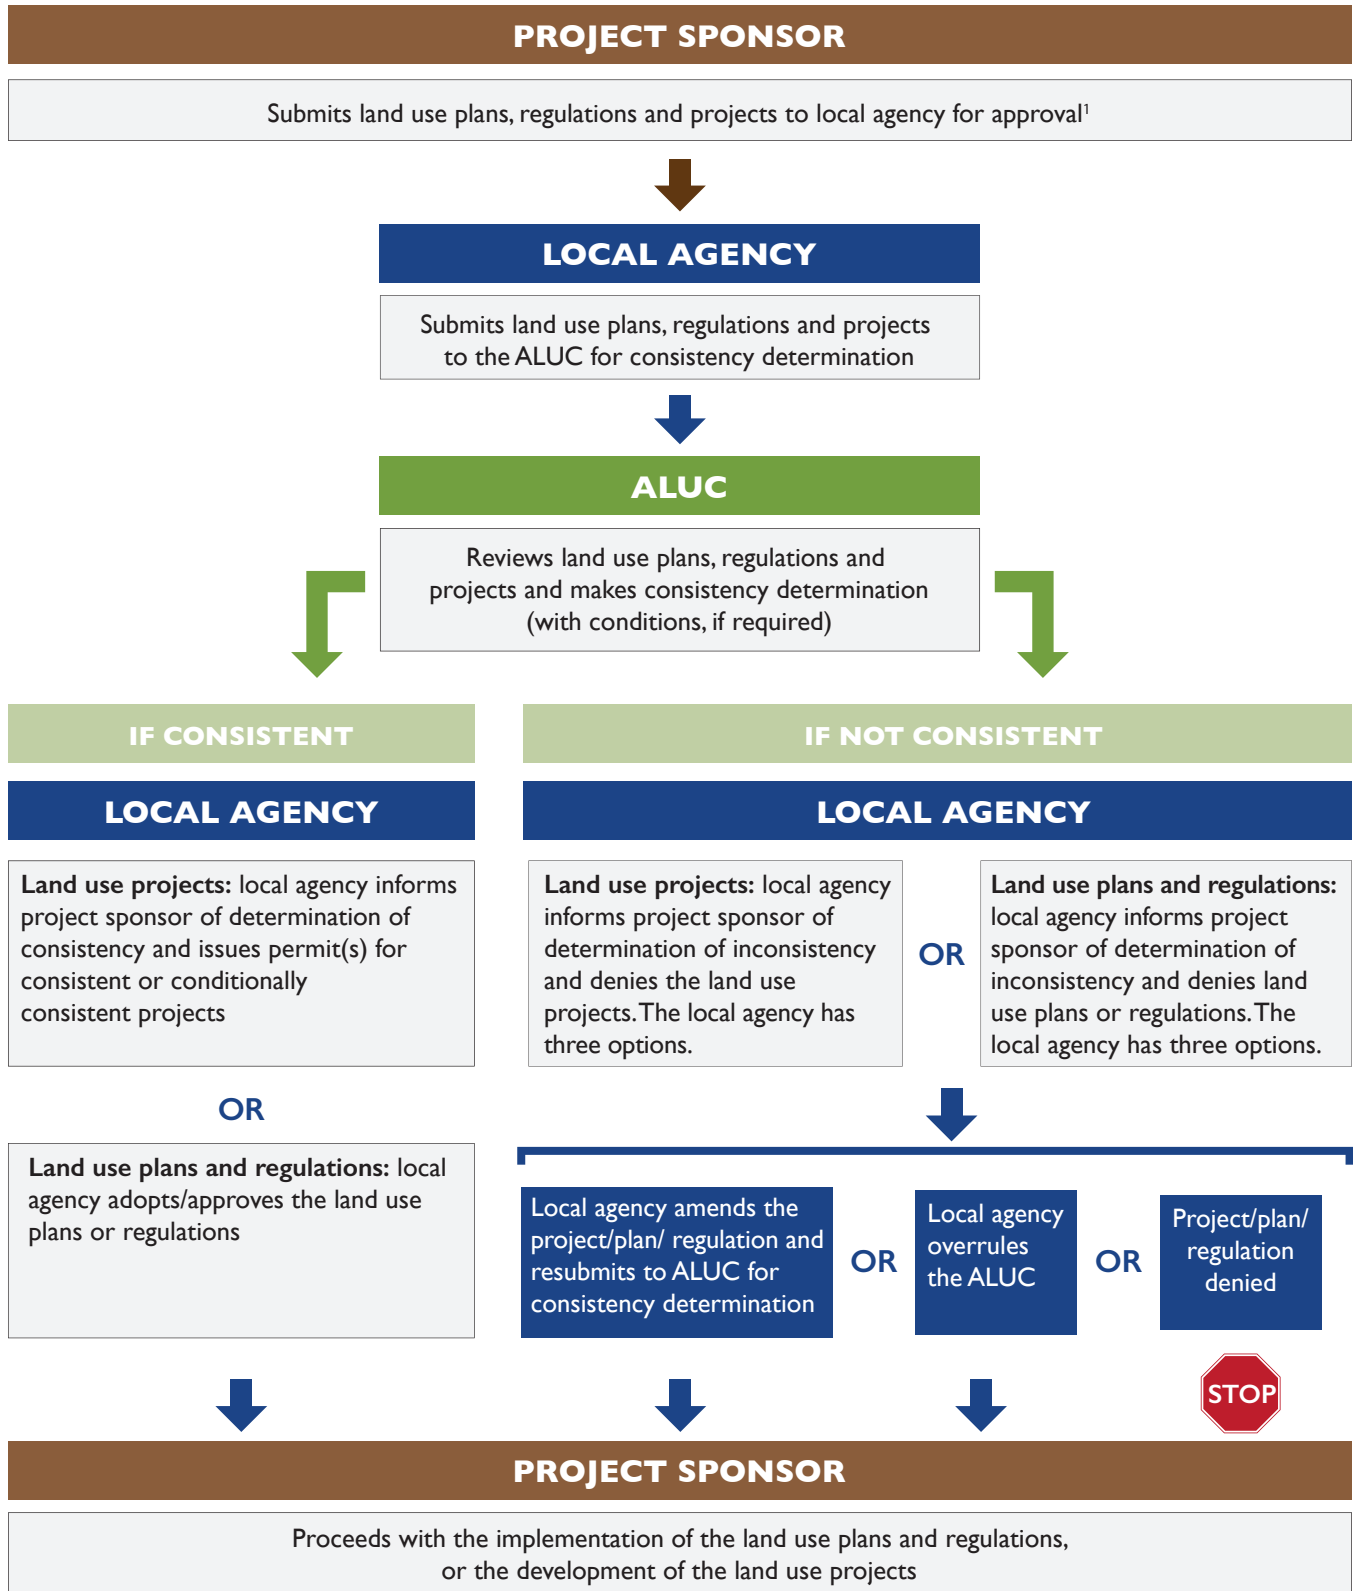 PROJECT SPONSOR
Submits land use plans, regulations and projects to local agency for approval¹
LOCAL AGENCY
Submits land use plans, regulations and projects
to the ALUC for consistency determination
ALUC
Reviews land use plans, regulations and
projects and makes consistency determination
(with conditions, if required)
IF CONSISTENT
LOCAL AGENCY
Land use projects: local agency informs
project sponsor of determination of
consistency and issues permit(s) for
consistent or conditionally
consistent projects
OR
Land use plans and regulations: local
agency adopts/approves the land use
plans or regulations
IF NOT CONSISTENT
LOCAL AGENCY
Land use projects: local agency
informs project sponsor of
determination of inconsistency
and denies the land use
projects. The local agency has
three options.
OR
Land use plans and regulations:
local agency informs project
sponsor of determination of
inconsistency and denies land
use plans or regulations. The
local agency has three options.
Local agency amends the
project/plan/ regulation and
resubmits to ALUC for
consistency determination
OR
Local agency
overrules
the ALUC
OR
Project/plan/
regulation
denied
STOP
PROJECT SPONSOR
Proceeds with the implementation of the land use plans and regulations,
or the development of the land use projects